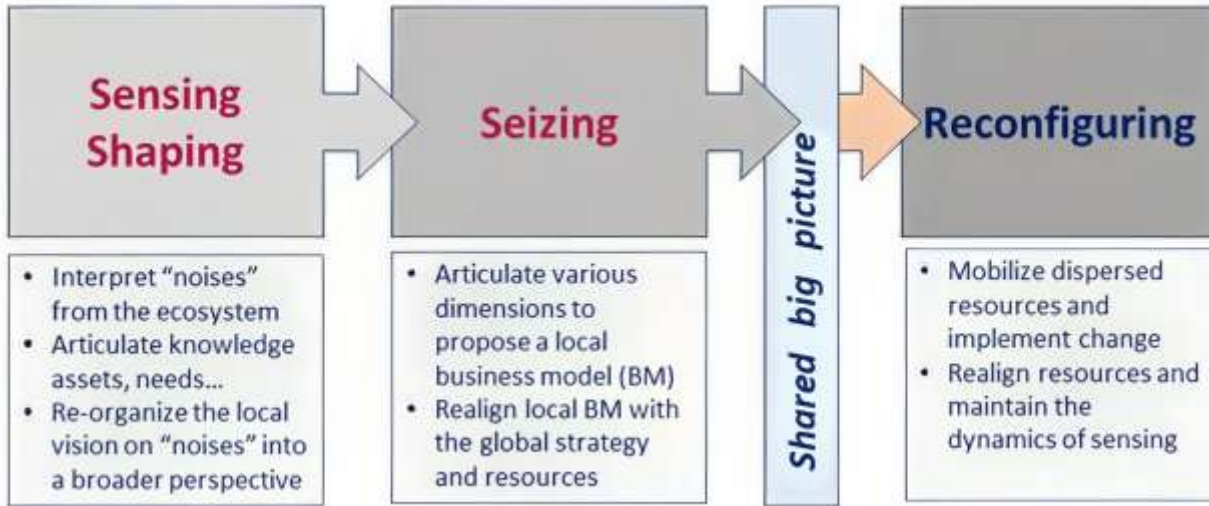 Sensing
Shaping
Seizing
Shared big picture
Reconfiguring
• Interpret “noises”
from the ecosystem
• Articulate knowledge
assets, needs…
• Re-organize the local
vision on “noises” into
a broader perspective
• Articulate various
dimensions to
propose a local
business model (BM)
• Realign local BM with
the global strategy
and resources
• Mobilize dispersed
resources and
implement change
• Realign resources and
maintain the
dynamics of sensing